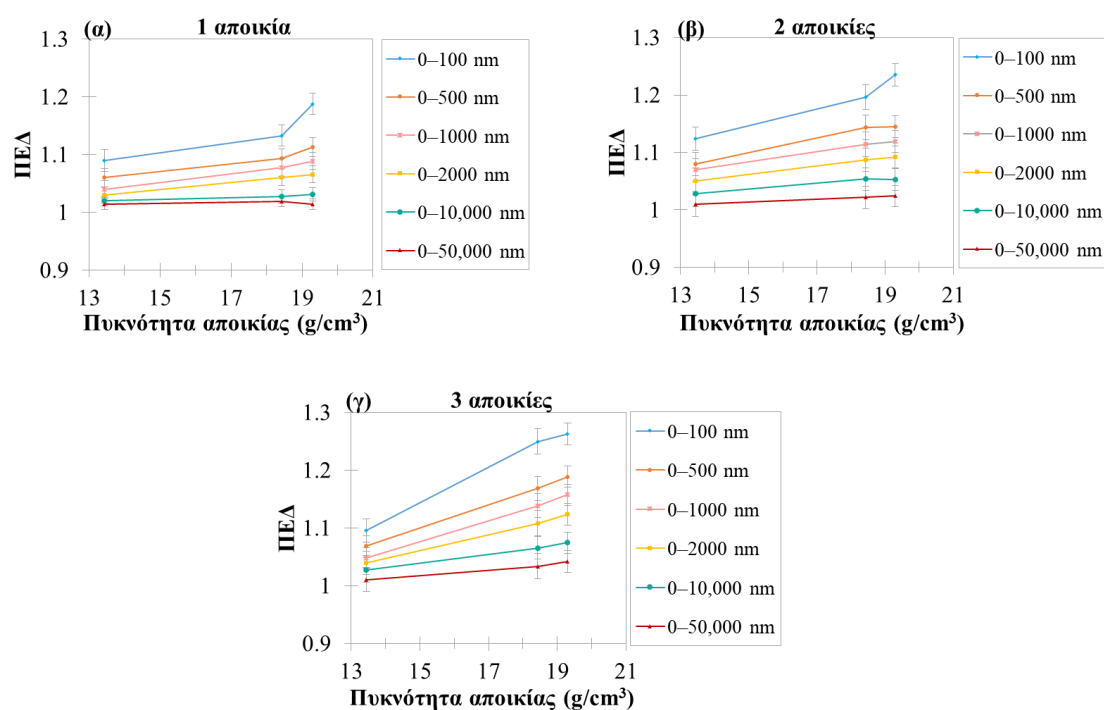 (α) 1 αποικία
1.3
1.2
1.1
1
0.9
ΠΕΔ
13 15 17 19 21
Πυκνότητα αποικίας (g/cm³)
0–100 nm
0–500 nm
0–1000 nm
0–2000 nm
0–10,000 nm
0–50,000 nm
(β) 2 αποικίες
1.3
1.2
1.1
1
0.9
ΠΕΔ
13 15 17 19 21
Πυκνότητα αποικίας (g/cm³)
0–100 nm
0–500 nm
0–1000 nm
0–2000 nm
0–10,000 nm
0–50,000 nm
(γ) 3 αποικίες
1.3
1.2
1.1
1
0.9
ΠΕΔ
13 15 17 19 21
Πυκνότητα αποικίας (g/cm³)
0–100 nm
0–500 nm
0–1000 nm
0–2000 nm
0–10,000 nm
0–50,000 nm